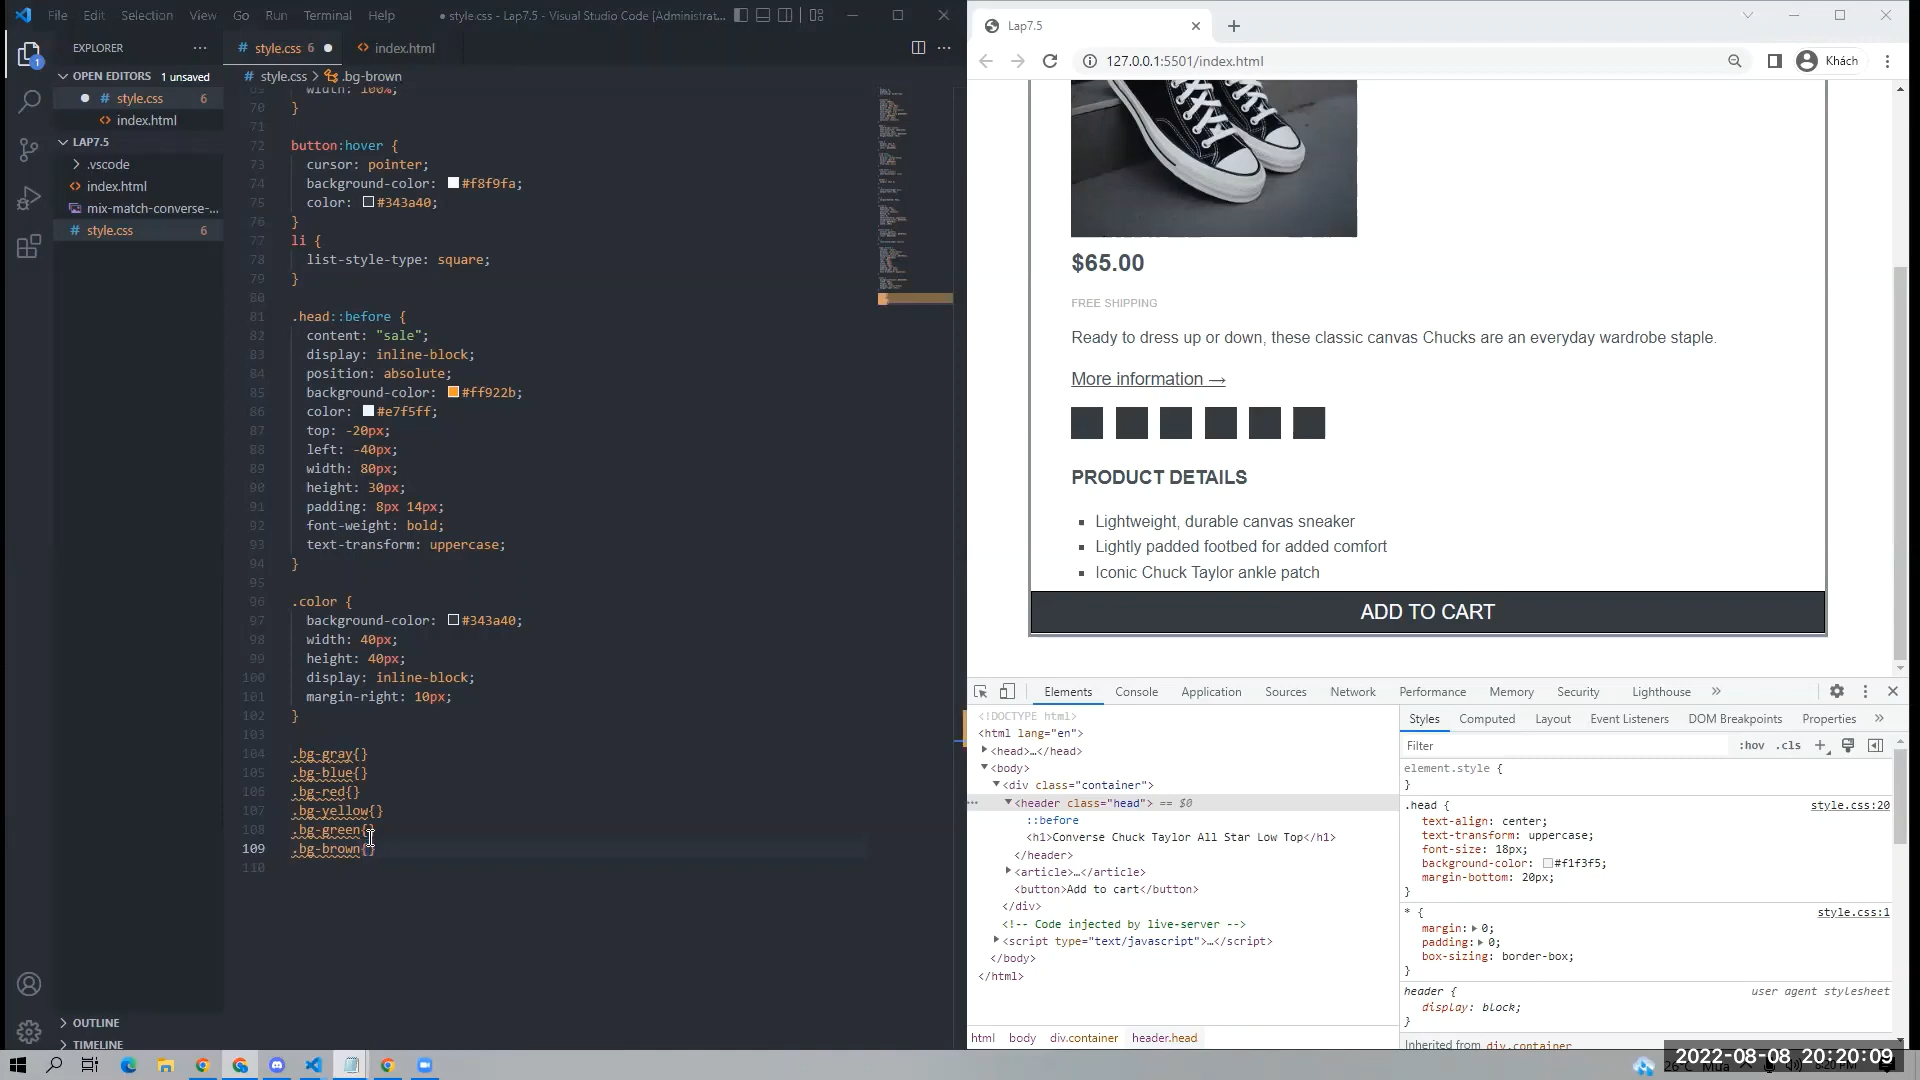 File Edit Selection View Go Run Terminal Help
● style.css - Lap7.5 - Visual Studio Code [Administrat...
EXPLORER
# style.css 6 ●
<> index.html
OPEN EDITORS 1 unsaved
● # style.css 6
<> index.html
LAP7.5
> .vscode
<> index.html
mix-match-converse-...
# style.css 6
OUTLINE
TIMELINE
1
# style.css > .bg-brown
69 width: 100%;
70 }
71
72 button:hover {
73 cursor: pointer;
74 background-color: #f8f9fa;
75 color: #343a40;
76 }
77 li {
78 list-style-type: square;
79 }
80
81 .head::before {
82 content: "sale";
83 display: inline-block;
84 position: absolute;
85 background-color: #ff922b;
86 color: #e7f5ff;
87 top: -20px;
88 left: -40px;
89 width: 80px;
90 height: 30px;
91 padding: 8px 14px;
92 font-weight: bold;
93 text-transform: uppercase;
94 }
95
96 .color {
97 background-color: #343a40;
98 width: 40px;
99 height: 40px;
100 display: inline-block;
101 margin-right: 10px;
102 }
103
104 .bg-gray{}
105 .bg-blue{}
106 .bg-red{}
107 .bg-yellow{}
108 .bg-green{}
109 .bg-brown{}
110
Lap7.5
127.0.0.1:5501/index.html
Khách
$65.00
FREE SHIPPING
Ready to dress up or down, these classic canvas Chucks are an everyday wardrobe staple.
More information →
PRODUCT DETAILS
▪ Lightweight, durable canvas sneaker
▪ Lightly padded footbed for added comfort
▪ Iconic Chuck Taylor ankle patch
ADD TO CART
Elements Console Application Sources Network Performance Memory Security Lighthouse »
<!DOCTYPE html>
<html lang="en">
<head>…</head>
<body>
<div class="container">
<header class="head"> == $0
::before
<h1>Converse Chuck Taylor All Star Low Top</h1>
</header>
<article>…</article>
<button>Add to cart</button>
</div>
<!-- Code injected by live-server -->
<script type="text/javascript">…</script>
</body>
</html>
html body div.container header.head
Styles Computed Layout Event Listeners DOM Breakpoints Properties »
Filter :hov .cls +
element.style {
}
.head { style.css:20
text-align: center;
text-transform: uppercase;
font-size: 18px;
background-color: #f1f3f5;
margin-bottom: 20px;
}
* { style.css:1
margin: 0;
padding: 0;
box-sizing: border-box;
}
header { user agent stylesheet
display: block;
}
Inherited from div.container
26°C Mua
2022-08-08 20:20:09